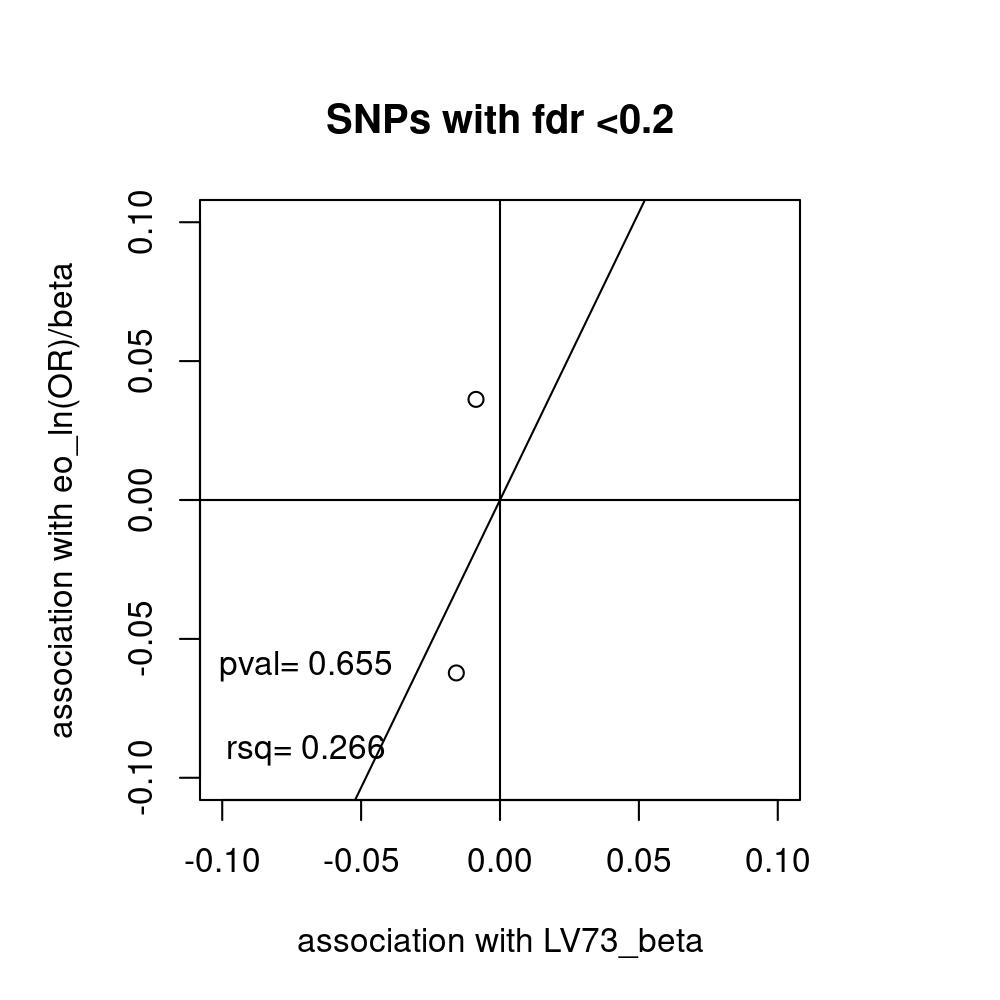 SNPs with fdr <0.2
association with eo_ln(OR)/beta
0.10
0.05
0.00
-0.05
-0.10
pval= 0.655
rsq= 0.266
-0.10 -0.05 0.00 0.05 0.10
association with LV73_beta